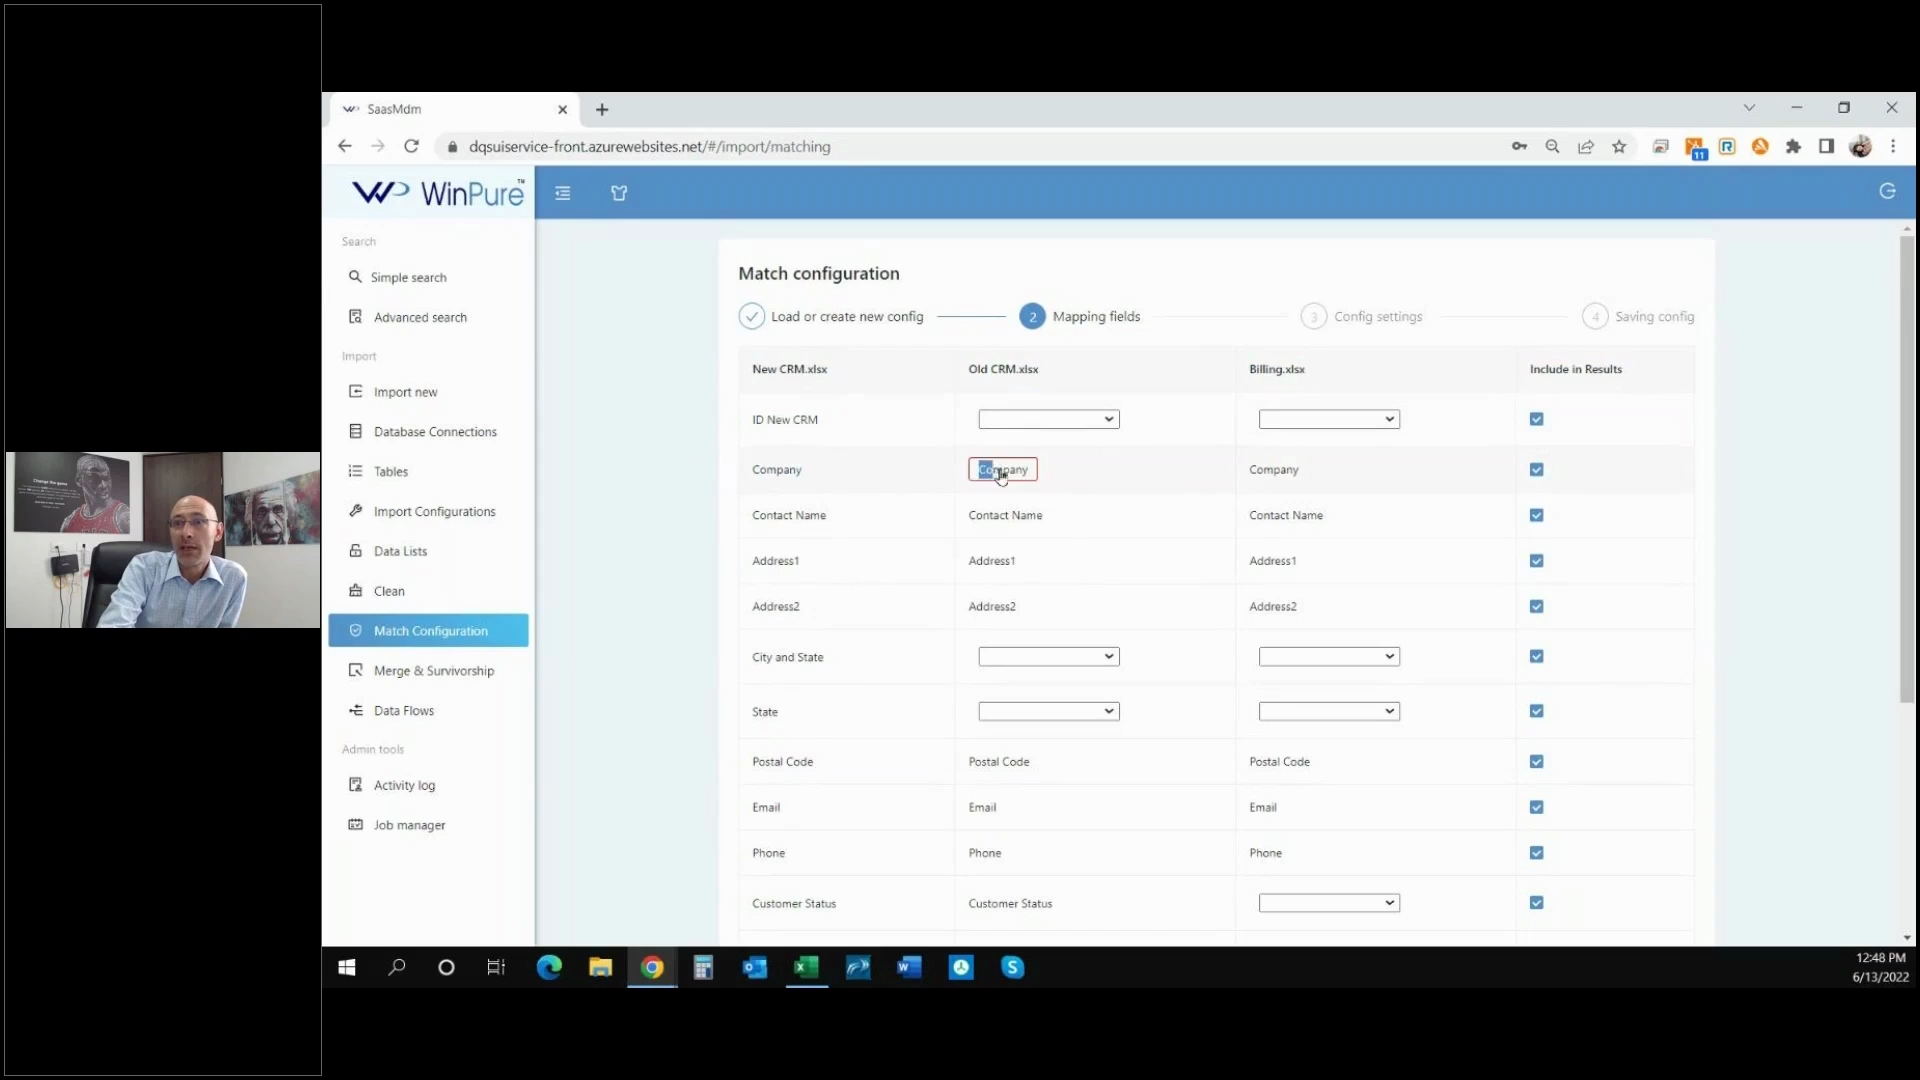 SaasMdm
dqsuiservice-front.azurewebsites.net/#/import/matching
11
WinPure™
Search
Simple search
Advanced search
Import
Import new
Database Connections
Tables
Import Configurations
Data Lists
Clean
Match Configuration
Merge & Survivorship
Data Flows
Admin tools
Activity log
Job manager
Match configuration
Load or create new config
2 Mapping fields
3 Config settings
4 Saving config
New CRM.xlsx Old CRM.xlsx Billing.xlsx Include in Results
ID New CRM
Company Company Company
Contact Name Contact Name Contact Name
Address1 Address1 Address1
Address2 Address2 Address2
City and State
State
Postal Code Postal Code Postal Code
Email Email Email
Phone Phone Phone
Customer Status Customer Status
Change the game
12:48 PM
6/13/2022